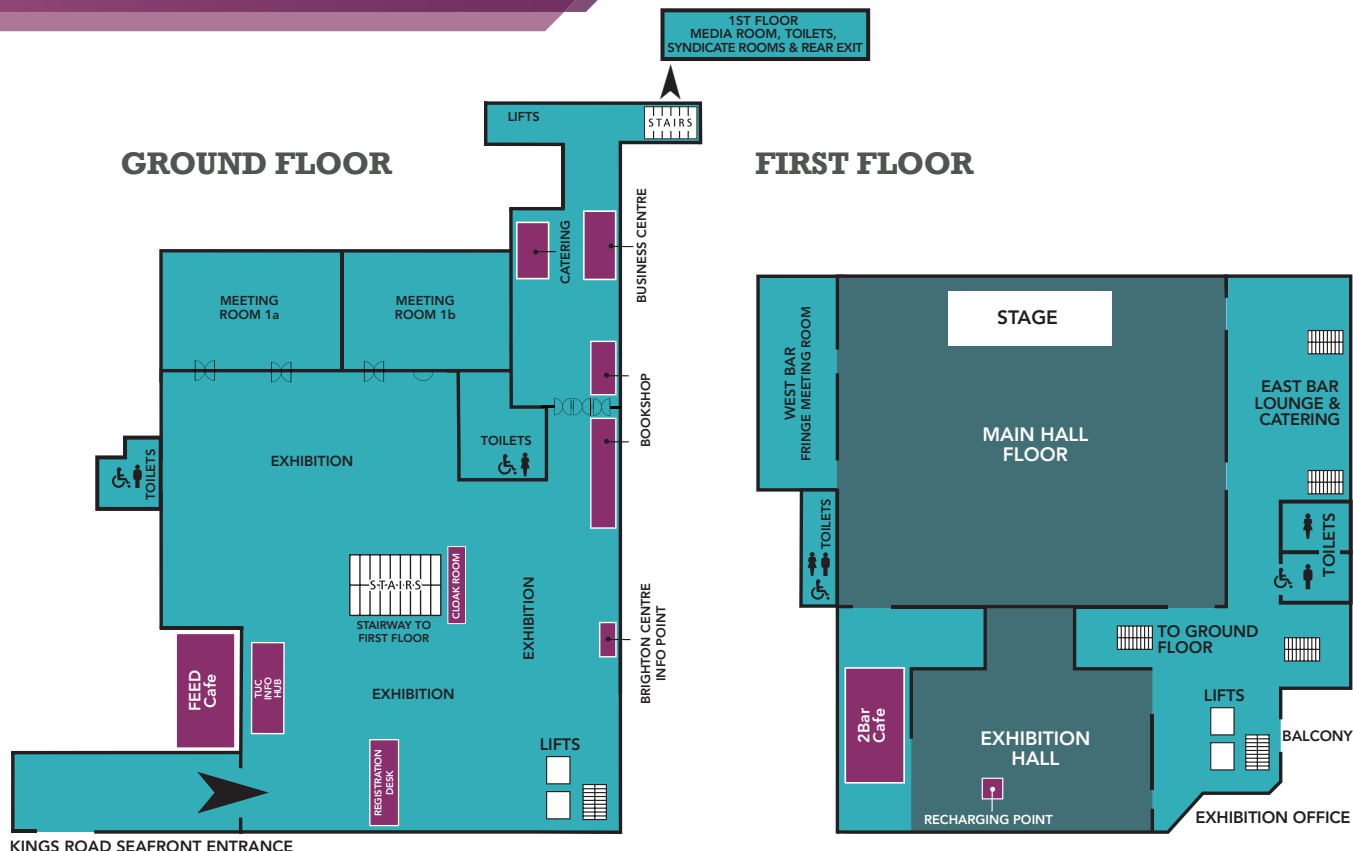 1ST FLOOR
MEDIA ROOM, TOILETS,
SYNDICATE ROOMS & REAR EXIT
LIFTS
STAIRS
GROUND FLOOR
FIRST FLOOR
CATERING
BUSINESS CENTRE
MEETING
ROOM 1a
MEETING
ROOM 1b
BOOKSHOP
TOILETS
EXHIBITION
TOILETS
STAIRS
STAIRWAY TO
FIRST FLOOR
CLOAK ROOM
EXHIBITION
BRIGHTON CENTRE
INFO POINT
FEED
Cafe
TUC
INFO
HUB
EXHIBITION
LIFTS
REGISTRATION
DESK
KINGS ROAD SEAFRONT ENTRANCE
STAGE
WEST BAR
FRINGE MEETING ROOM
MAIN HALL
FLOOR
EAST BAR
LOUNGE &
CATERING
TOILETS
TOILETS
TO GROUND
FLOOR
2Bar
Cafe
EXHIBITION
HALL
LIFTS
BALCONY
RECHARGING POINT
EXHIBITION OFFICE